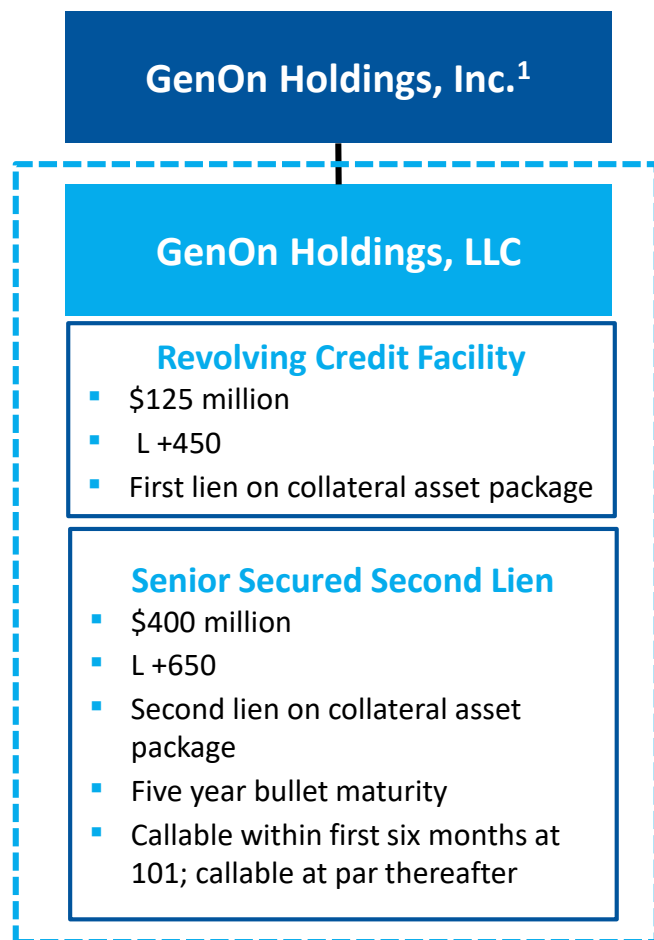 GenOn Holdings, Inc.¹
GenOn Holdings, LLC
Revolving Credit Facility
▪ $125 million
▪ L +450
▪ First lien on collateral asset package
Senior Secured Second Lien
▪ $400 million
▪ L +650
▪ Second lien on collateral asset
package
▪ Five year bullet maturity
▪ Callable within first six months at
101; callable at par thereafter